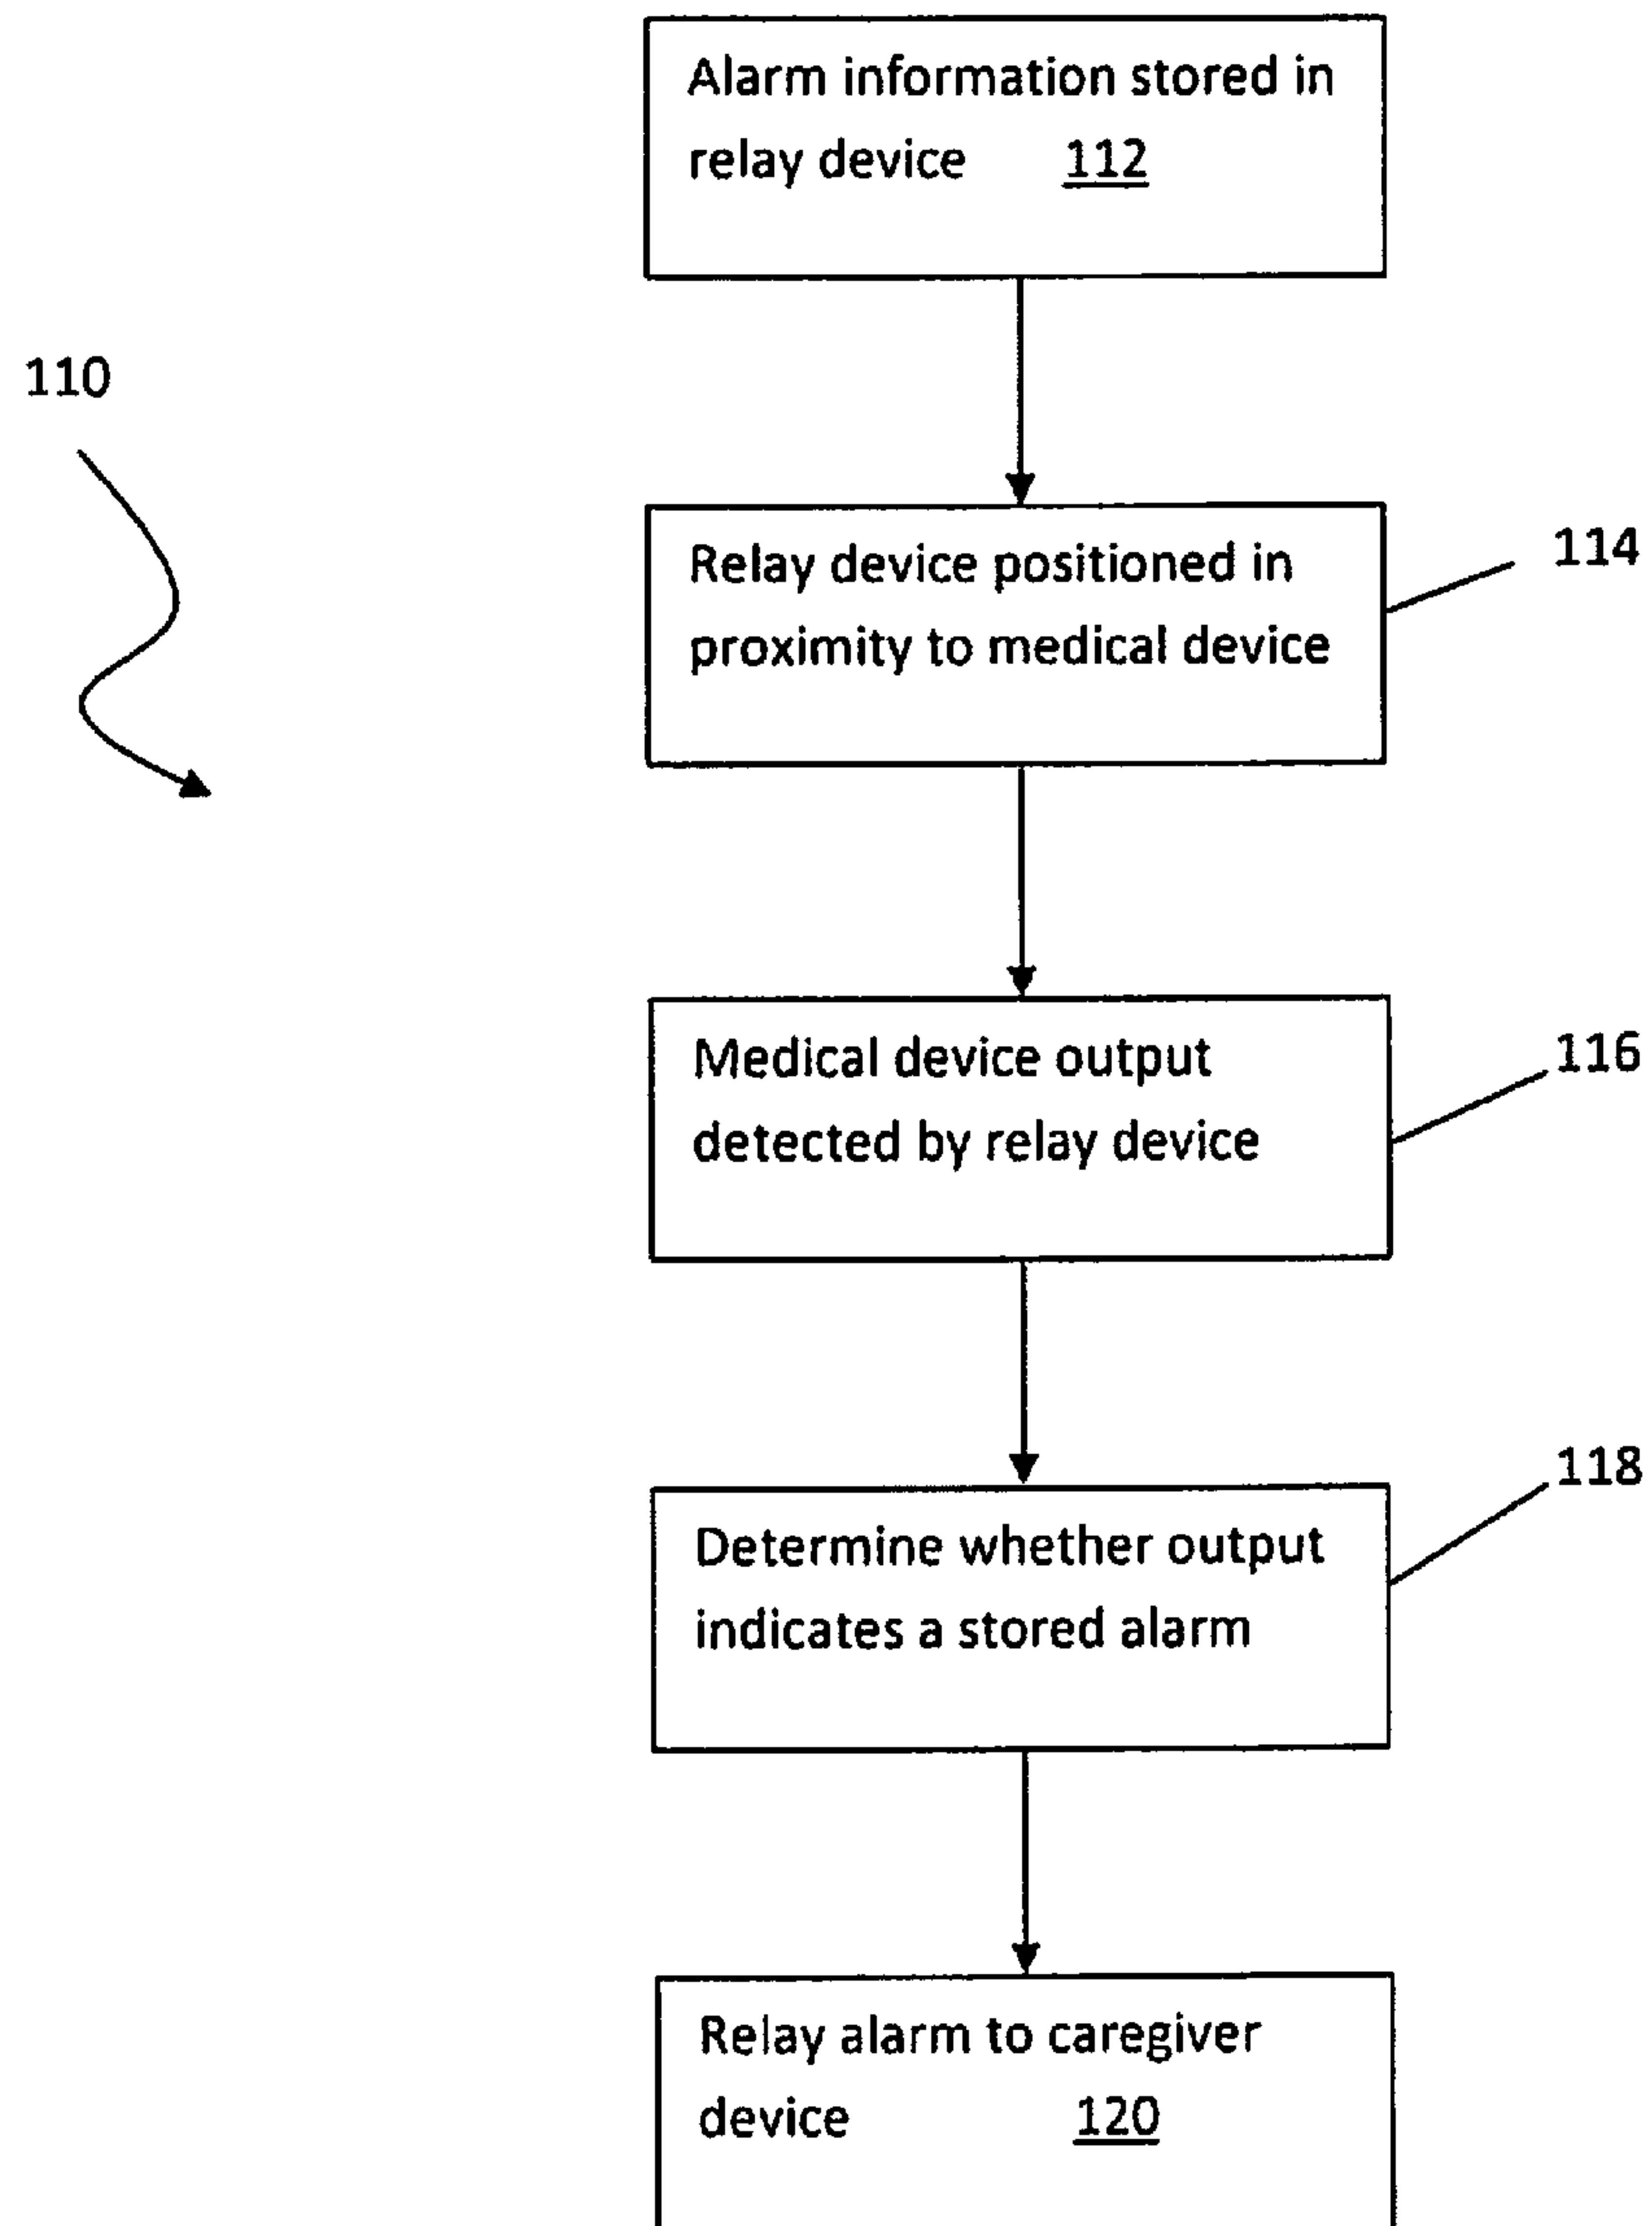 Alarm information stored in
relay device 112
110
Relay device positioned in
proximity to medical device
114
Medical device output
detected by relay device
116
Determine whether output
indicates a stored alarm
118
Relay alarm to caregiver
device 120